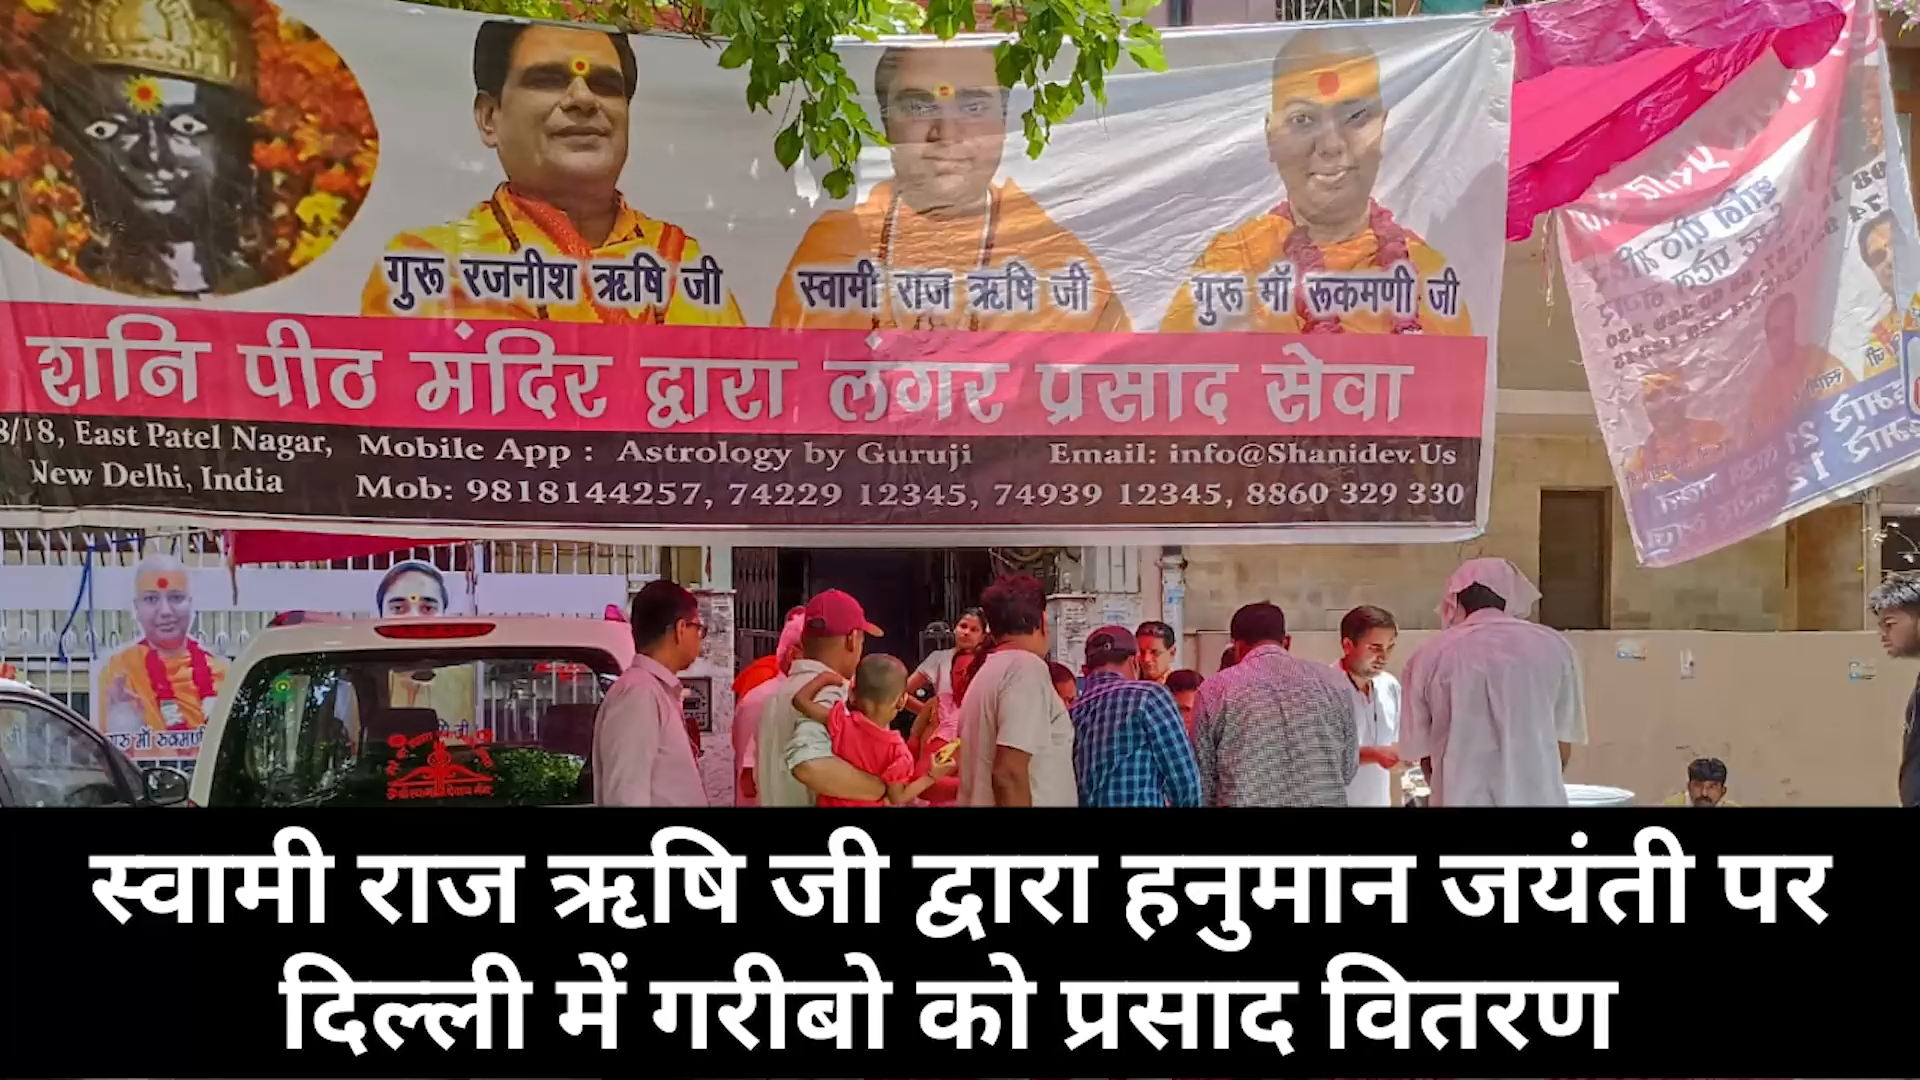 गुरू रजनीश ऋषि जी
स्वामी राज ऋषि जी
गुरू माँ रूकमणी जी
शनि पीठ मंदिर द्वारा लंगर प्रसाद सेवा
8/18, East Patel Nagar,
New Delhi, India
Mobile App : Astrology by Guruji
Email: info@Shanidev.Us
Mob: 9818144257, 74229 12345, 74939 12345, 8860 329 330
गुरू माँ रुकमणी
स्वामी राज ऋषि जी द्वारा हनुमान जयंती पर
दिल्ली में गरीबो को प्रसाद वितरण